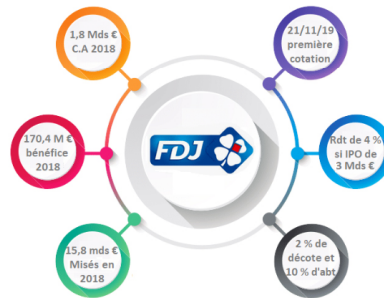 1,8 Mds €
C.A 2018
21/11/19
première
cotation
170,4 M €
bénéfice
2018
FDJ
Rdt de 4 %
si IPO de
3 Mds €
15,8 mds €
Misés en
2018
2 % de
décote et
10 % d'abt